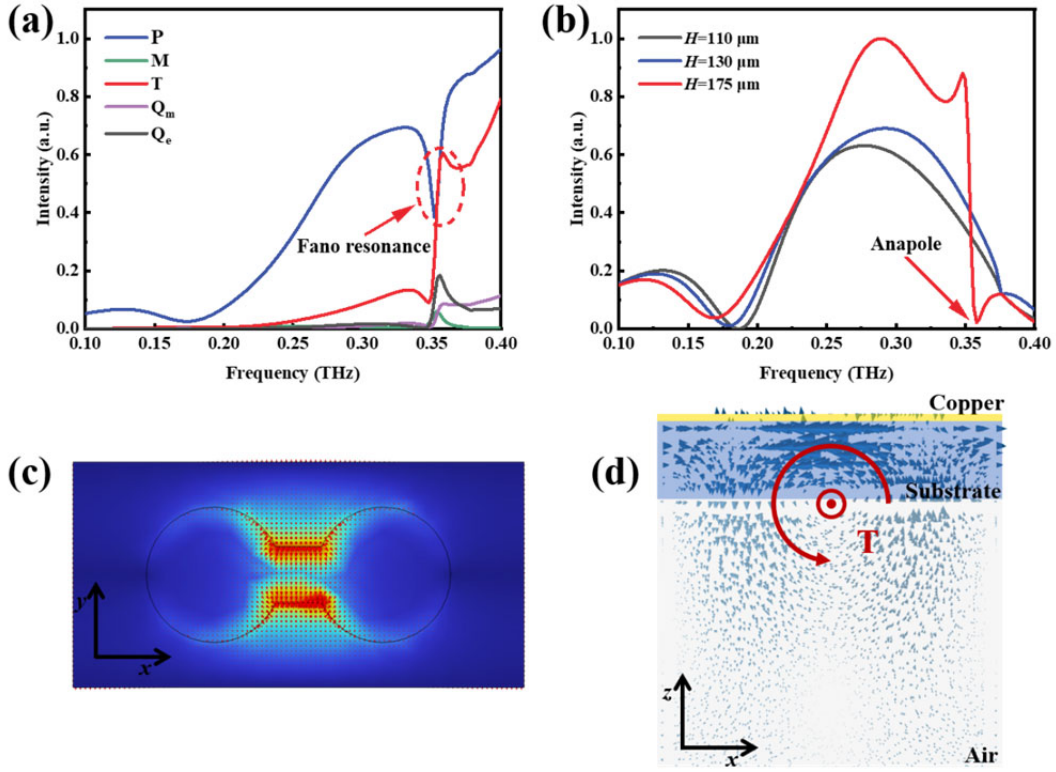 (a)
P
M
T
Qm
Qe
Fano resonance
Intensity (a.u.)
1.0
0.8
0.6
0.4
0.2
0.0
0.10
0.15
0.20
0.25
0.30
0.35
0.40
Frequency (THz)
(b)
H=110 μm
H=130 μm
H=175 μm
Anapole
Intensity (a.u.)
1.0
0.8
0.6
0.4
0.2
0.0
0.10
0.15
0.20
0.25
0.30
0.35
0.40
Frequency (THz)
(c)
y
x
(d)
Copper
Substrate
T
z
x
Air